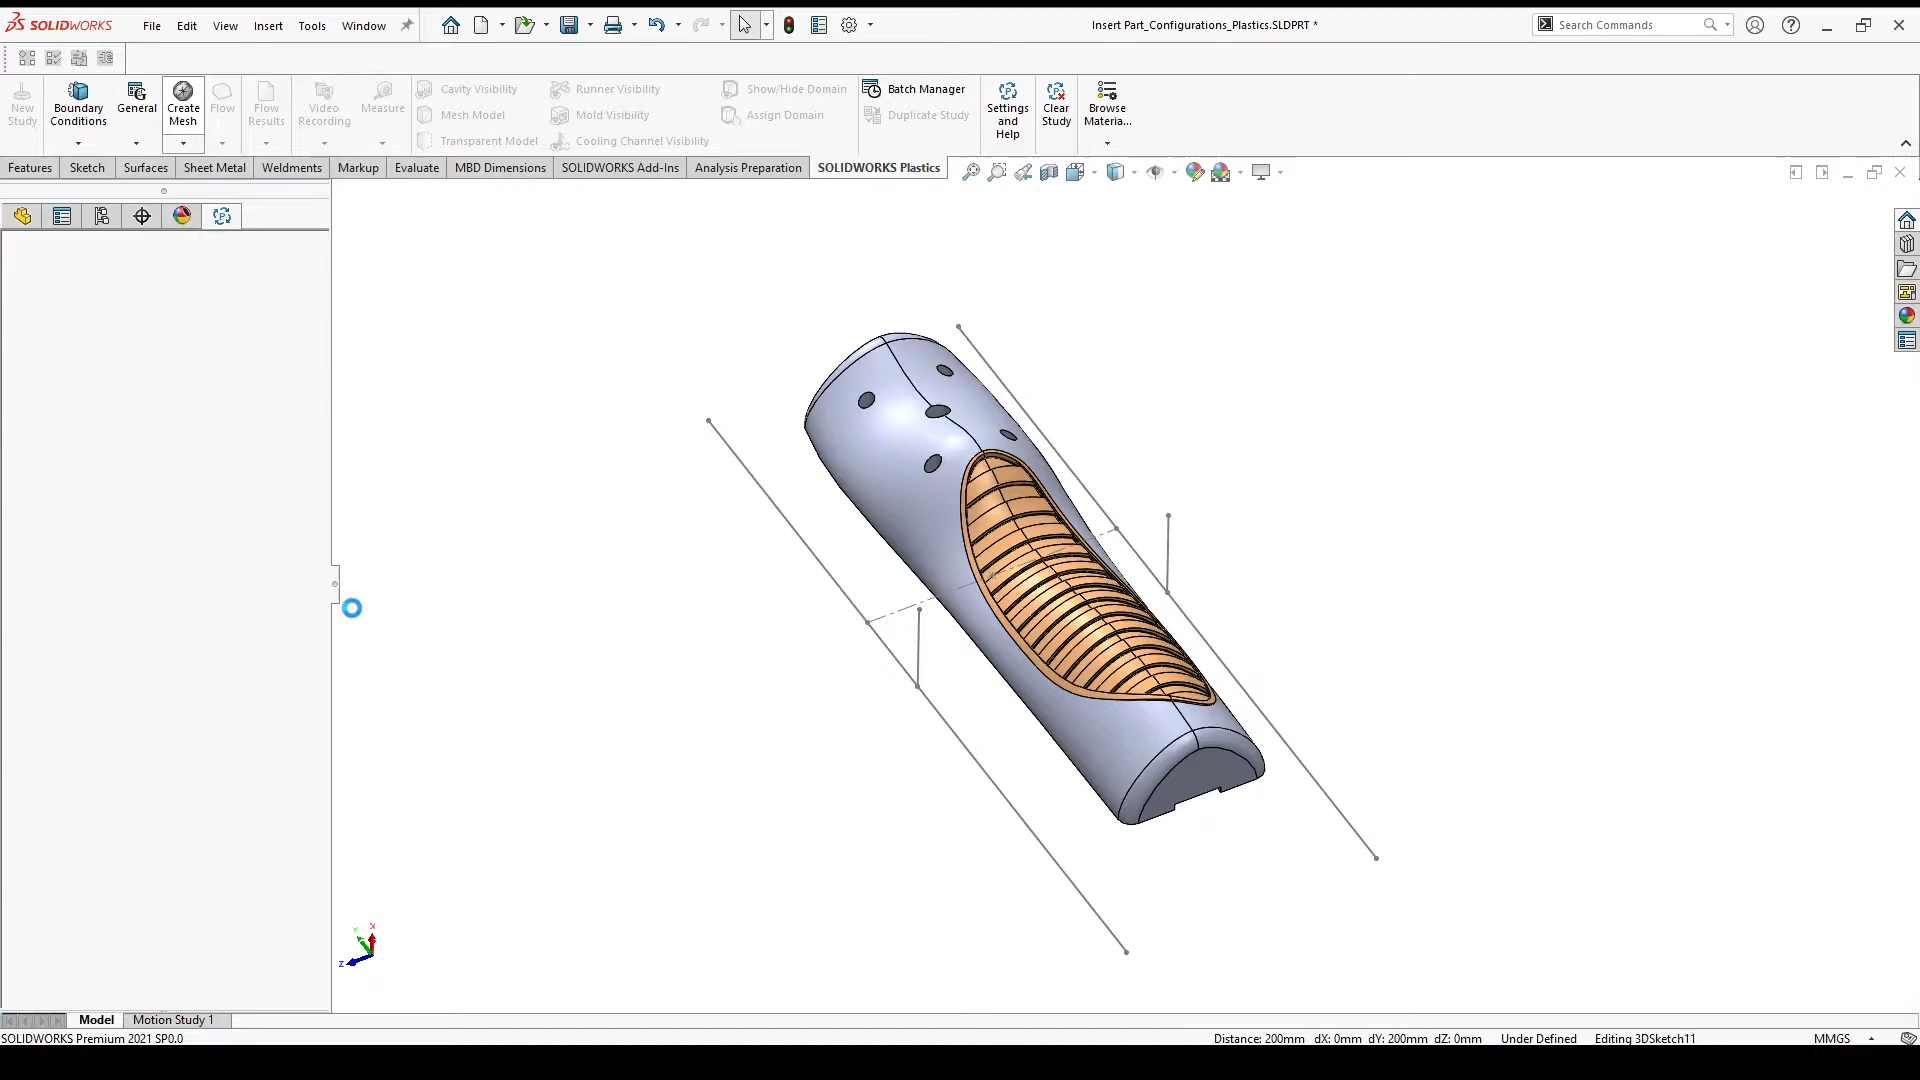 SOLIDWORKS File Edit View Insert Tools Window Insert Part_Configurations_Plastics.SLDPRT * Search Commands
New Study
Boundary Conditions
General
Create Mesh
Flow
Flow Results
Video Recording
Measure
Cavity Visibility
Mesh Model
Transparent Model
Runner Visibility
Mold Visibility
Cooling Channel Visibility
Show/Hide Domain
Assign Domain
Batch Manager
Duplicate Study
Settings and Help
Clear Study
Browse Materia...
Features Sketch Surfaces Sheet Metal Weldments Markup Evaluate MBD Dimensions SOLIDWORKS Add-Ins Analysis Preparation SOLIDWORKS Plastics
Z
Model Motion Study 1
SOLIDWORKS Premium 2021 SP0.0 Distance: 200mm dX: 0mm dY: 200mm dZ: 0mm Under Defined Editing 3DSketch11 MMGS